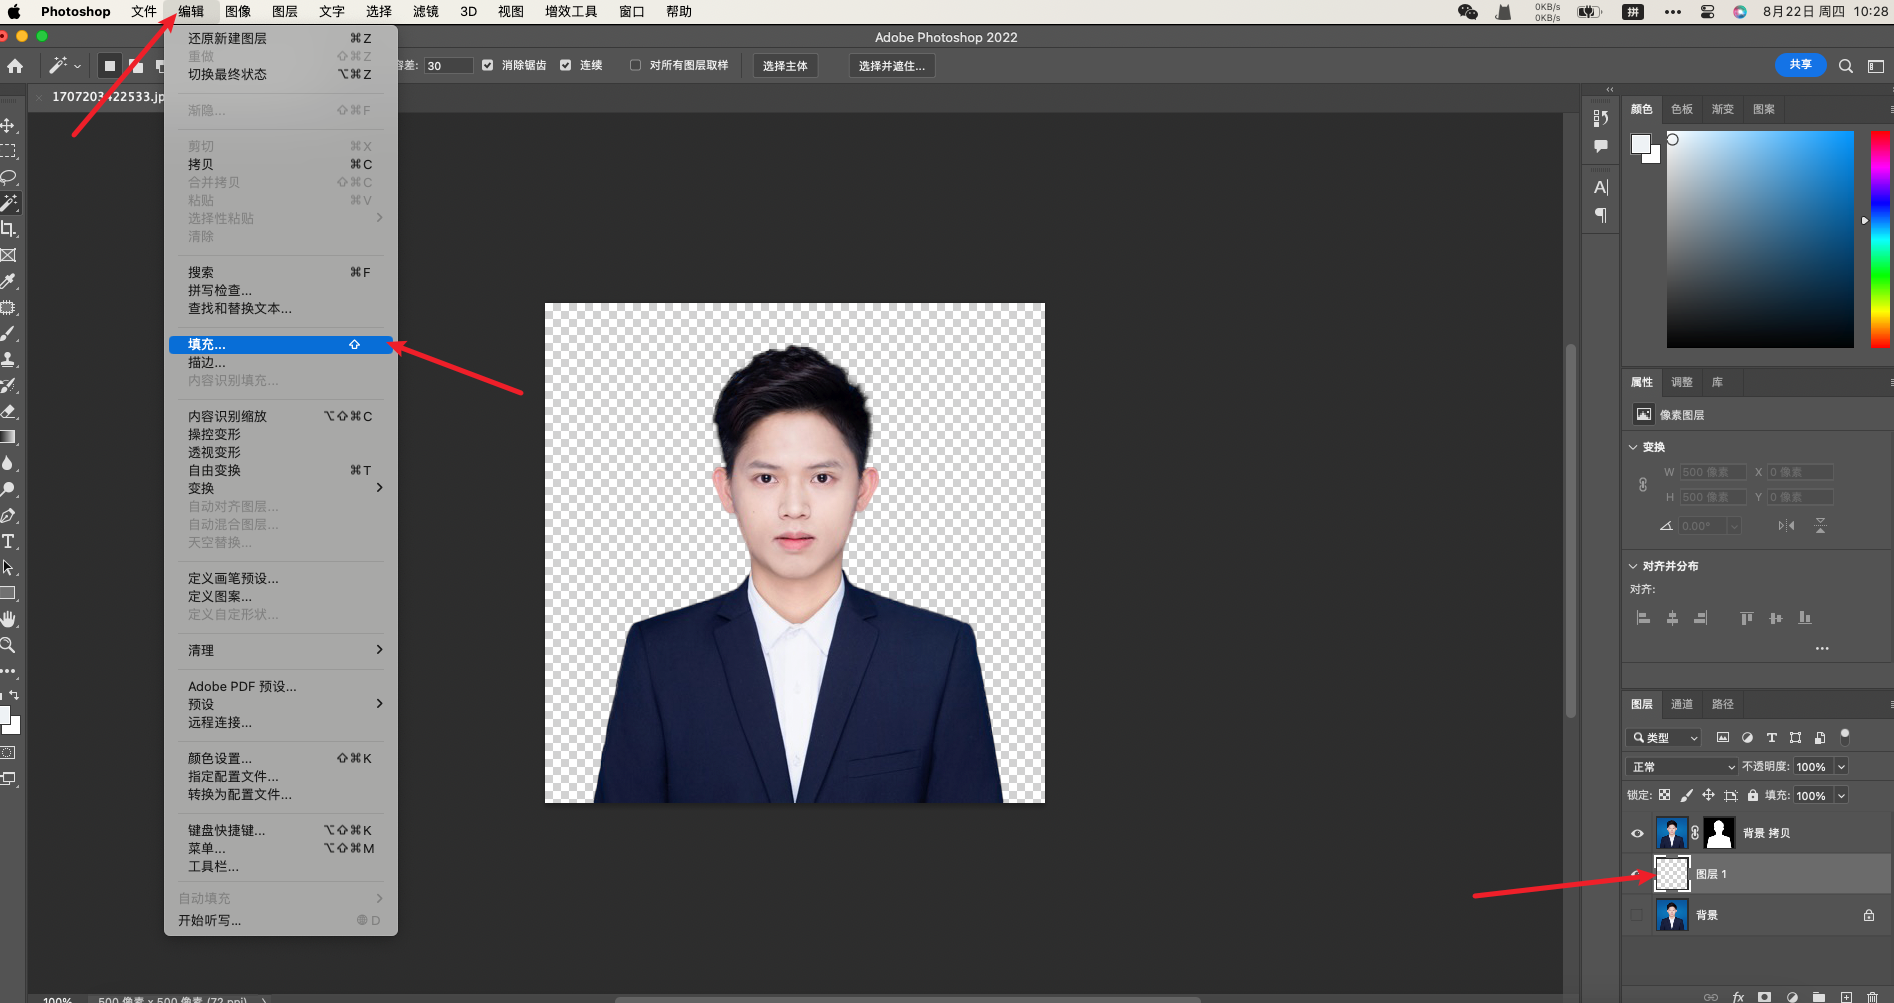 Photoshop 文件 编辑 图像 图层 文字 选择 滤镜 3D 视图 增效工具 窗口 帮助
0KB/s
0KB/s
拼
8月22日 周四 10:28
Adobe Photoshop 2022
30
消除锯齿
连续
对所有图层取样
选择主体
选择并遮住...
共享
1707203422533.jp
还原新建图层 ⌘Z
重做 ⇧⌘Z
切换最终状态 ⌥⌘Z
渐隐... ⇧⌘F
剪切 ⌘X
拷贝 ⌘C
合并拷贝 ⇧⌘C
粘贴 ⌘V
选择性粘贴
清除
搜索 ⌘F
拼写检查...
查找和替换文本...
填充... ⇧
描边...
内容识别填充...
内容识别缩放 ⌥⇧⌘C
操控变形
透视变形
自由变换 ⌘T
变换
自动对齐图层...
自动混合图层...
天空替换...
定义画笔预设...
定义图案...
定义自定形状...
清理
Adobe PDF 预设...
预设
远程连接...
颜色设置... ⇧⌘K
指定配置文件...
转换为配置文件...
键盘快捷键... ⌥⇧⌘K
菜单... ⌥⇧⌘M
工具栏...
自动填充
开始听写... D
颜色 色板 渐变 图案
属性 调整 库
像素图层
变换
W 500 像素 X 0 像素
H 500 像素 Y 0 像素
0.00°
对齐并分布
对齐:
图层 通道 路径
类型
正常 不透明度: 100%
锁定: 填充: 100%
背景 拷贝
图层 1
背景
fx
100% 500 像素 x 500 像素 (72 ppi)